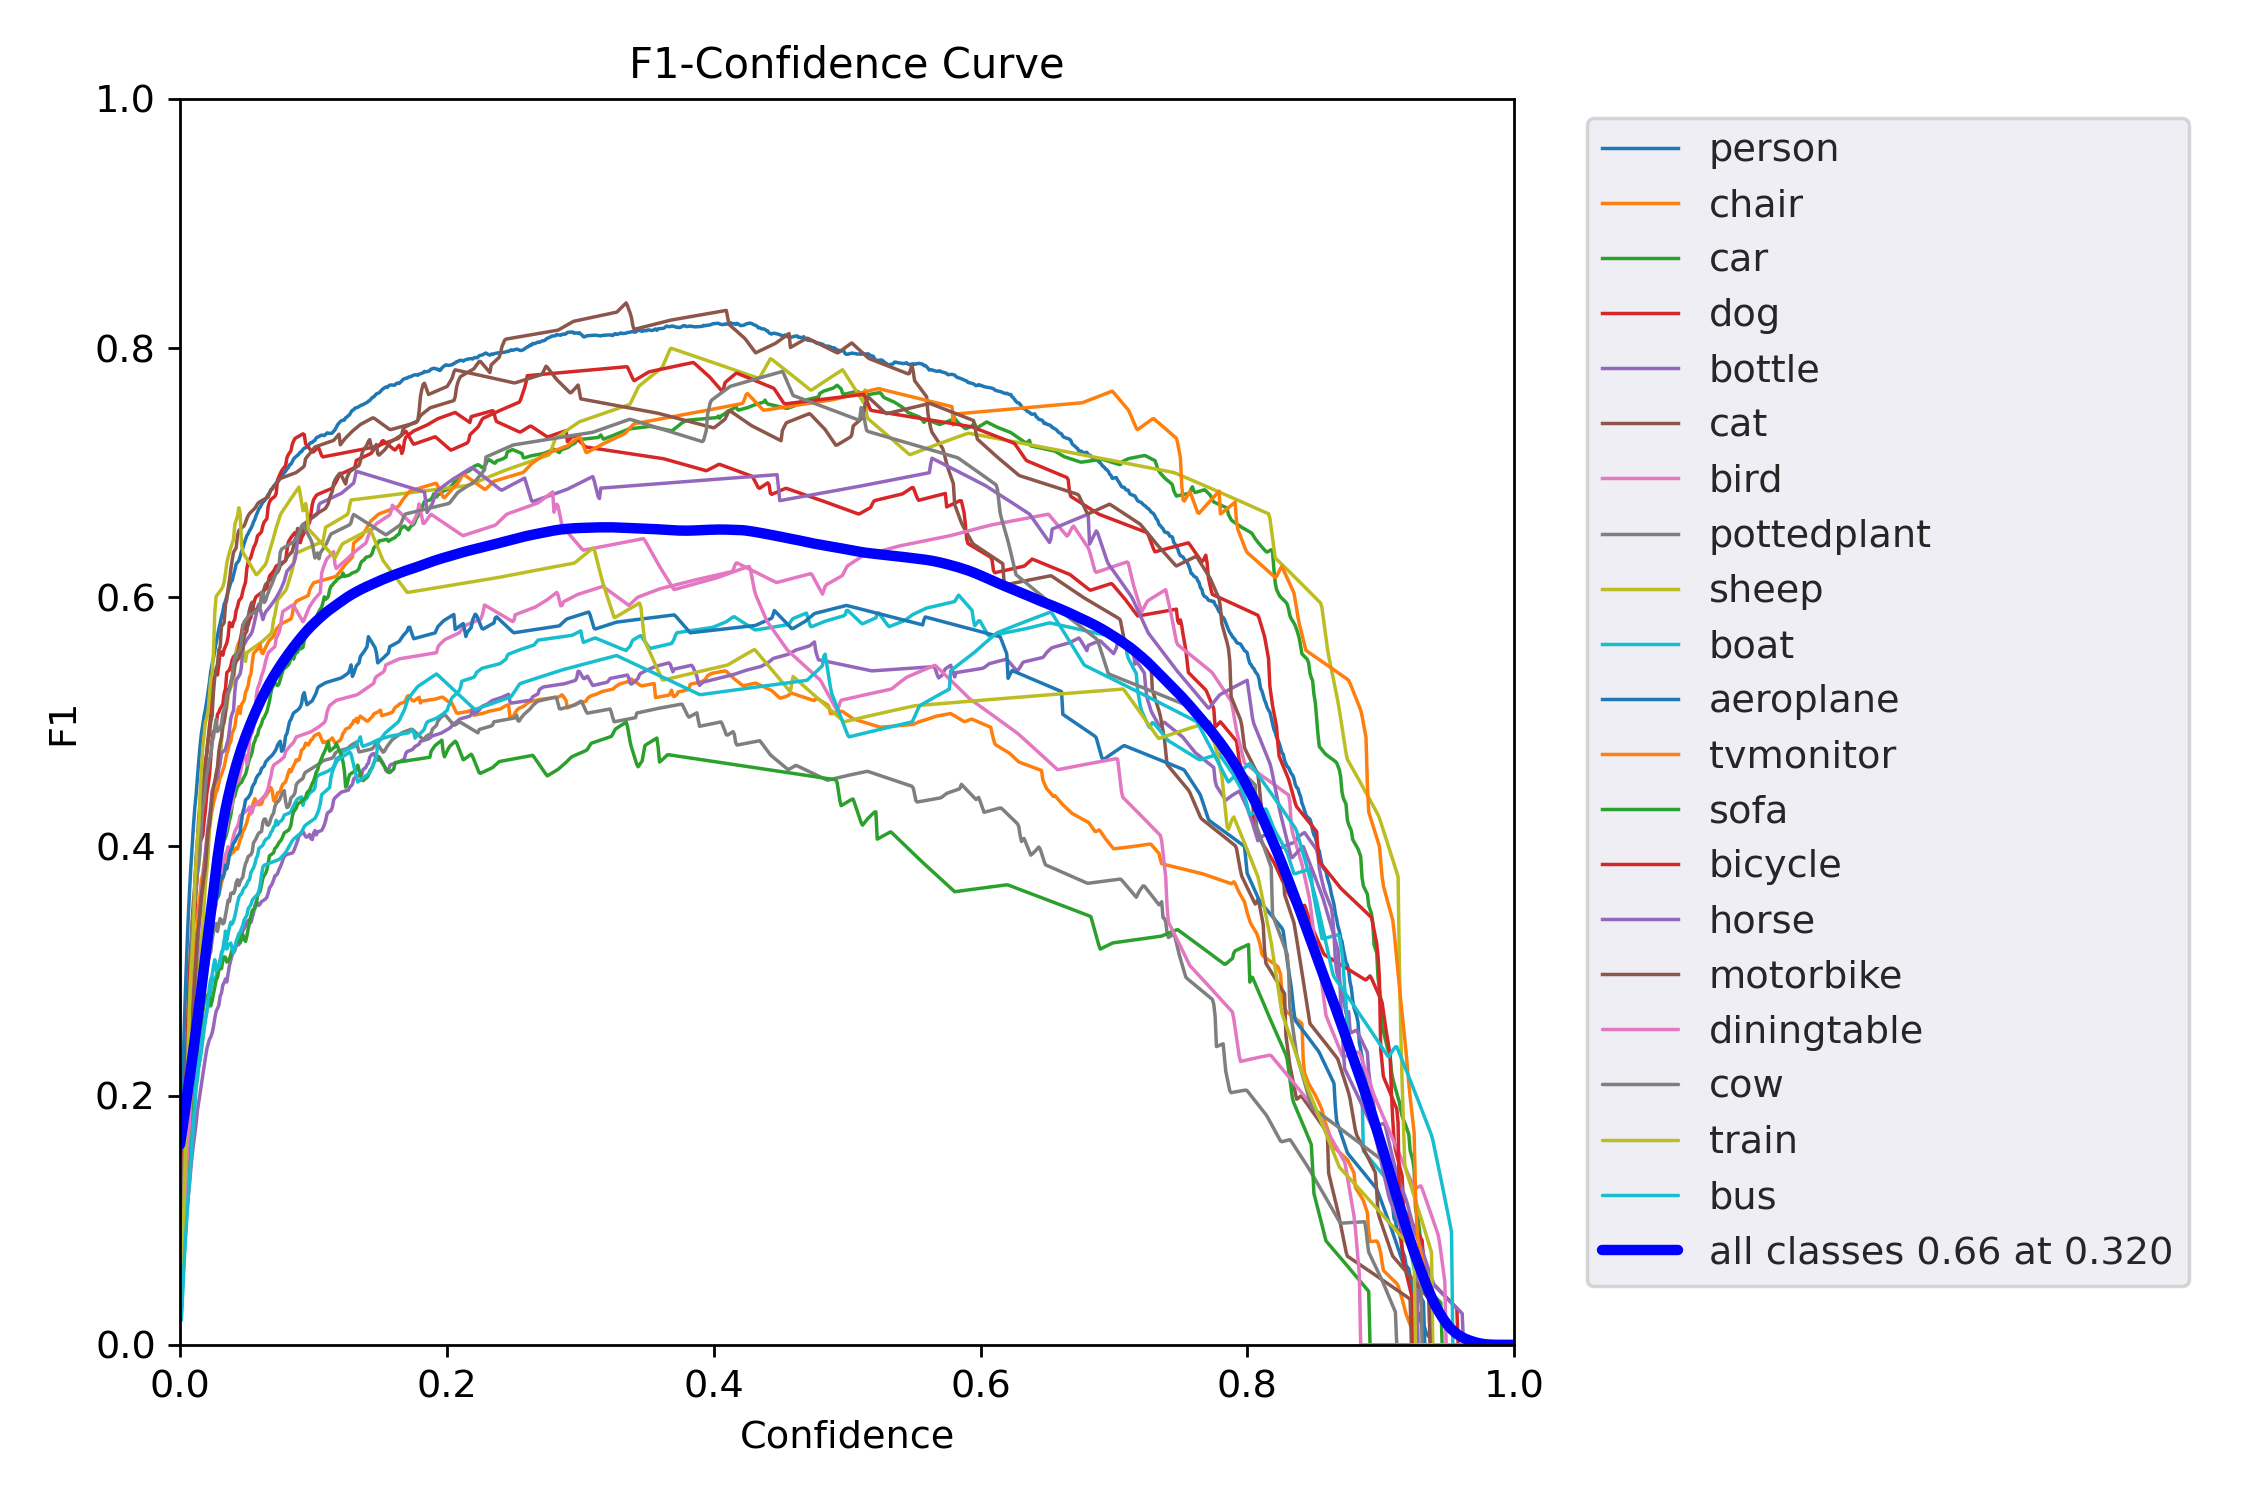 F1-Confidence Curve
1.0
0.8
0.6
0.4
0.2
0.0
F1
0.0 0.2 0.4 0.6 0.8 1.0
Confidence
person
chair
car
dog
bottle
cat
bird
pottedplant
sheep
boat
aeroplane
tvmonitor
sofa
bicycle
horse
motorbike
diningtable
cow
train
bus
all classes 0.66 at 0.320